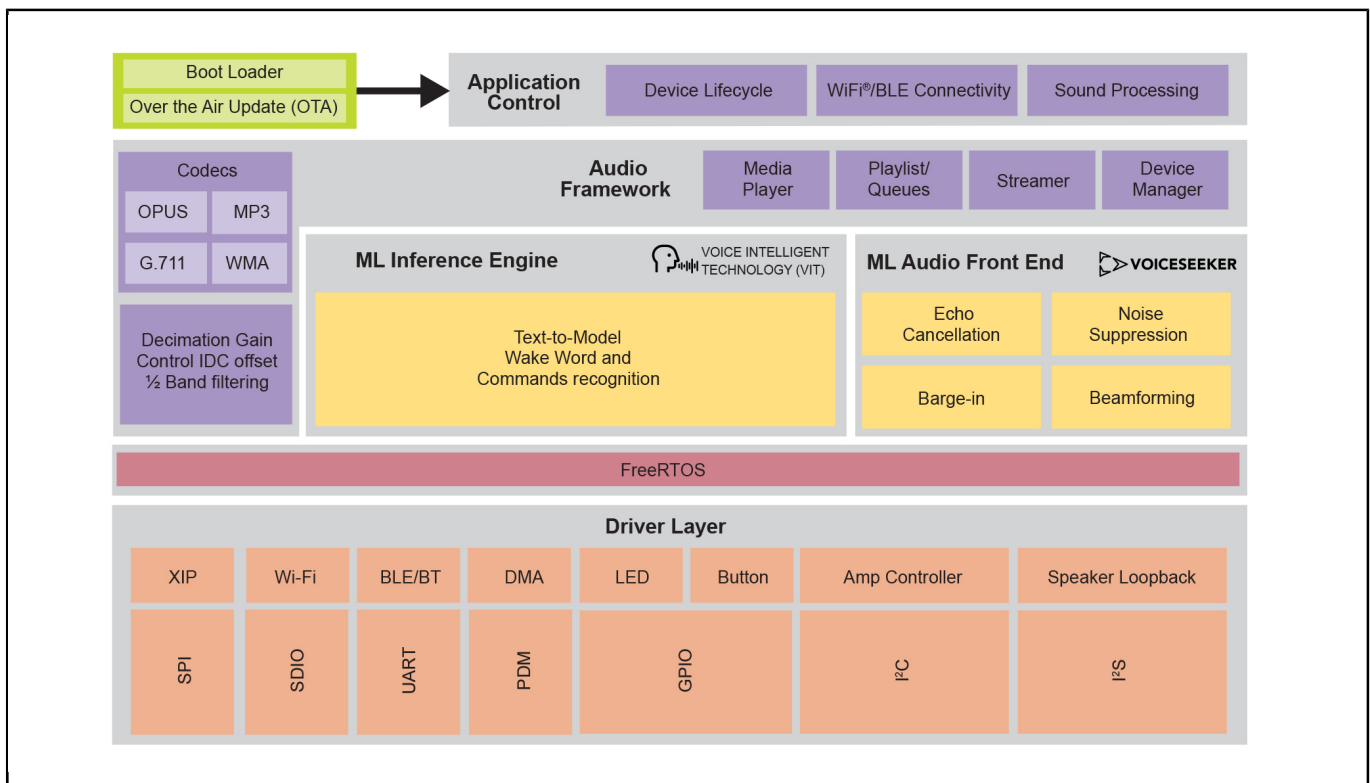 Boot Loader
Over the Air Update (OTA)
Application
Control
Device Lifecycle
WiFi®/BLE Connectivity
Sound Processing
Codecs
OPUS
MP3
G.711
WMA
Decimation Gain
Control IDC offset
½ Band filtering
Audio
Framework
Media
Player
Playlist/
Queues
Streamer
Device
Manager
ML Inference Engine
VOICE INTELLIGENT
TECHNOLOGY (VIT)
Text-to-Model
Wake Word and
Commands recognition
ML Audio Front End
VOICESEEKER
Echo
Cancellation
Noise
Suppression
Barge-in
Beamforming
FreeRTOS
Driver Layer
XIP
Wi-Fi
BLE/BT
DMA
LED
Button
Amp Controller
Speaker Loopback
SPI
SDIO
UART
PDM
GPIO
I²C
I²S